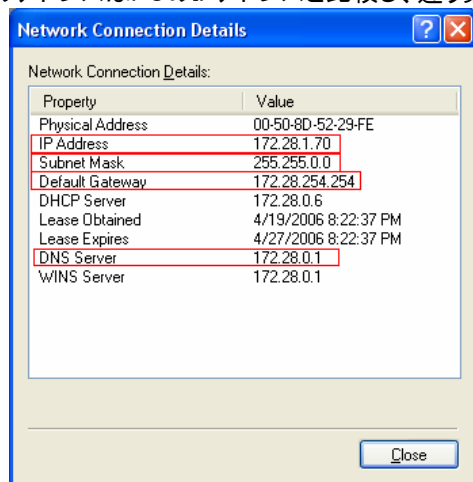 Network Connection Details
Network Connection Details:
Property Value
Physical Address 00-50-8D-52-29-FE
IP Address 172.28.1.70
Subnet Mask 255.255.0.0
Default Gateway 172.28.254.254
DHCP Server 172.28.0.6
Lease Obtained 4/19/2006 8:22:37 PM
Lease Expires 4/27/2006 8:22:37 PM
DNS Server 172.28.0.1
WINS Server 172.28.0.1
Close